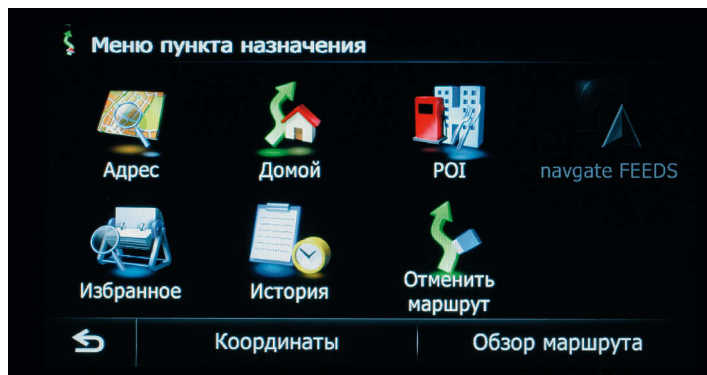 Меню пункта назначения
Адрес
Домой
POI
navgate FEEDS
Избранное
История
Отменить
маршрут
Координаты
Обзор маршрута